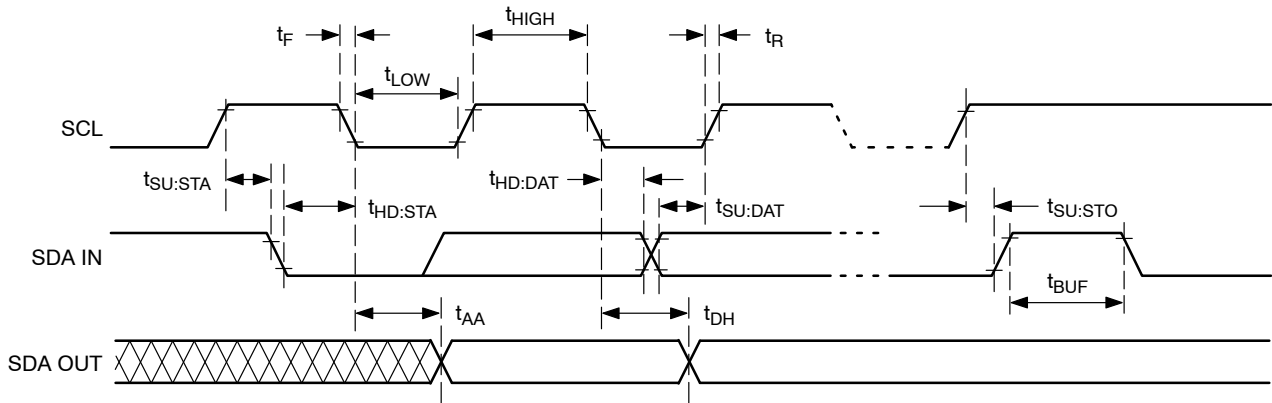 tHIGH
tF
tR
tLOW
SCL
tSU:STA
tHD:DAT
tHD:STA
tSU:DAT
tSU:STO
SDA IN
tBUF
tAA
tDH
SDA OUT